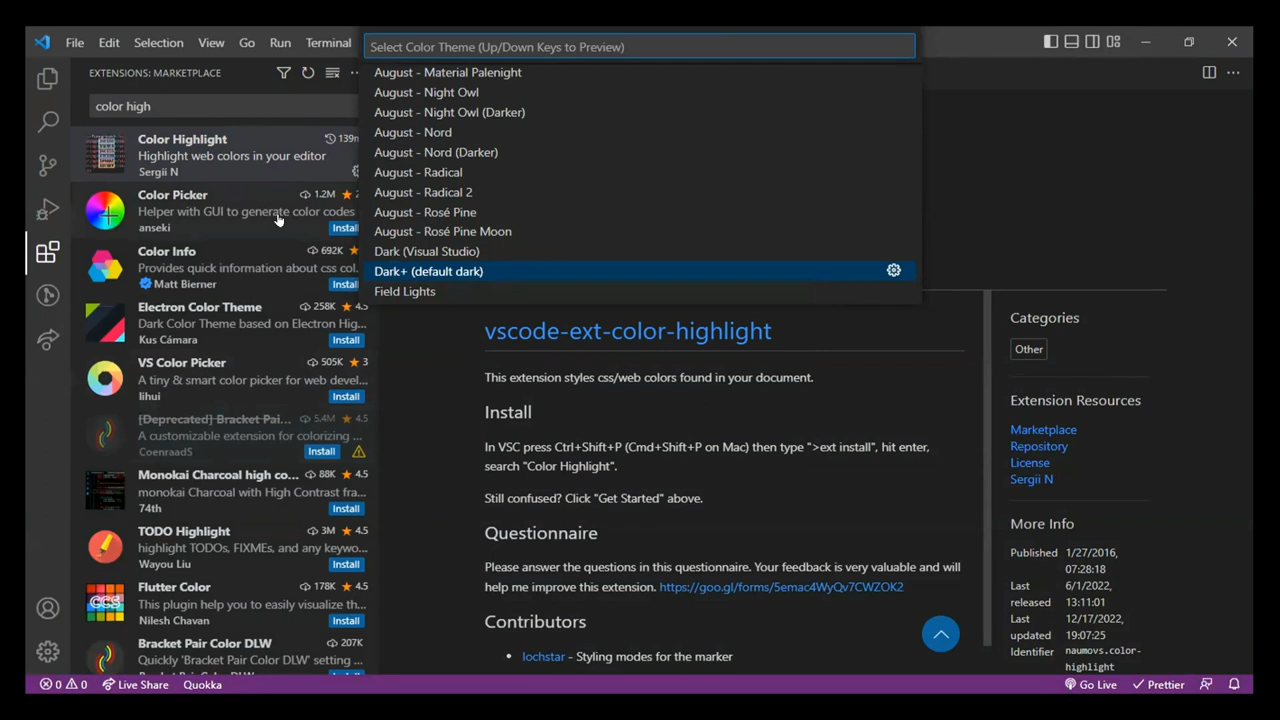 File Edit Selection View Go Run Terminal
Select Color Theme (Up/Down Keys to Preview)
EXTENSIONS: MARKETPLACE
color high
Color Highlight 139m
Highlight web colors in your editor
Sergii N
Color Picker 1.2M
Helper with GUI to generate color codes
anseki Install
Color Info 692K
Provides quick information about css col...
Matt Bierner Install
Electron Color Theme 258K 4.5
Dark Color Theme based on Electron Hig...
Kus Cámara Install
VS Color Picker 505K 3
A tiny & smart color picker for web devel...
lihui Install
[Deprecated] Bracket Pai... 5.4M 4.5
A customizable extension for colorizing ...
CoenraadS Install
Monokai Charcoal high co... 88K 4.5
monokai Charcoal with High Contrast fra...
74th Install
TODO Highlight 3M 4.5
highlight TODOs, FIXMEs, and any keywo...
Wayou Liu Install
Flutter Color 178K 4.5
This plugin help you to easily visualize th...
Nilesh Chavan Install
Bracket Pair Color DLW 207K
Quickly 'Bracket Pair Color DLW' setting ...
August - Material Palenight
August - Night Owl
August - Night Owl (Darker)
August - Nord
August - Nord (Darker)
August - Radical
August - Radical 2
August - Rosé Pine
August - Rosé Pine Moon
Dark (Visual Studio)
Dark+ (default dark)
Field Lights
vscode-ext-color-highlight
This extension styles css/web colors found in your document.
Install
In VSC press Ctrl+Shift+P (Cmd+Shift+P on Mac) then type ">ext install", hit enter,
search "Color Highlight".
Still confused? Click "Get Started" above.
Questionnaire
Please answer the questions in this questionnaire. Your feedback is very valuable and will
help me improve this extension. https://goo.gl/forms/5emac4WyQv7CWZOK2
Contributors
• lochstar - Styling modes for the marker
Categories
Other
Extension Resources
Marketplace
Repository
License
Sergii N
More Info
Published 1/27/2016,
07:28:18
Last 6/1/2022,
released 13:11:01
Last 12/17/2022,
updated 19:07:25
Identifier naumovs.color-
highlight
0 0 Live Share Quokka Go Live Prettier